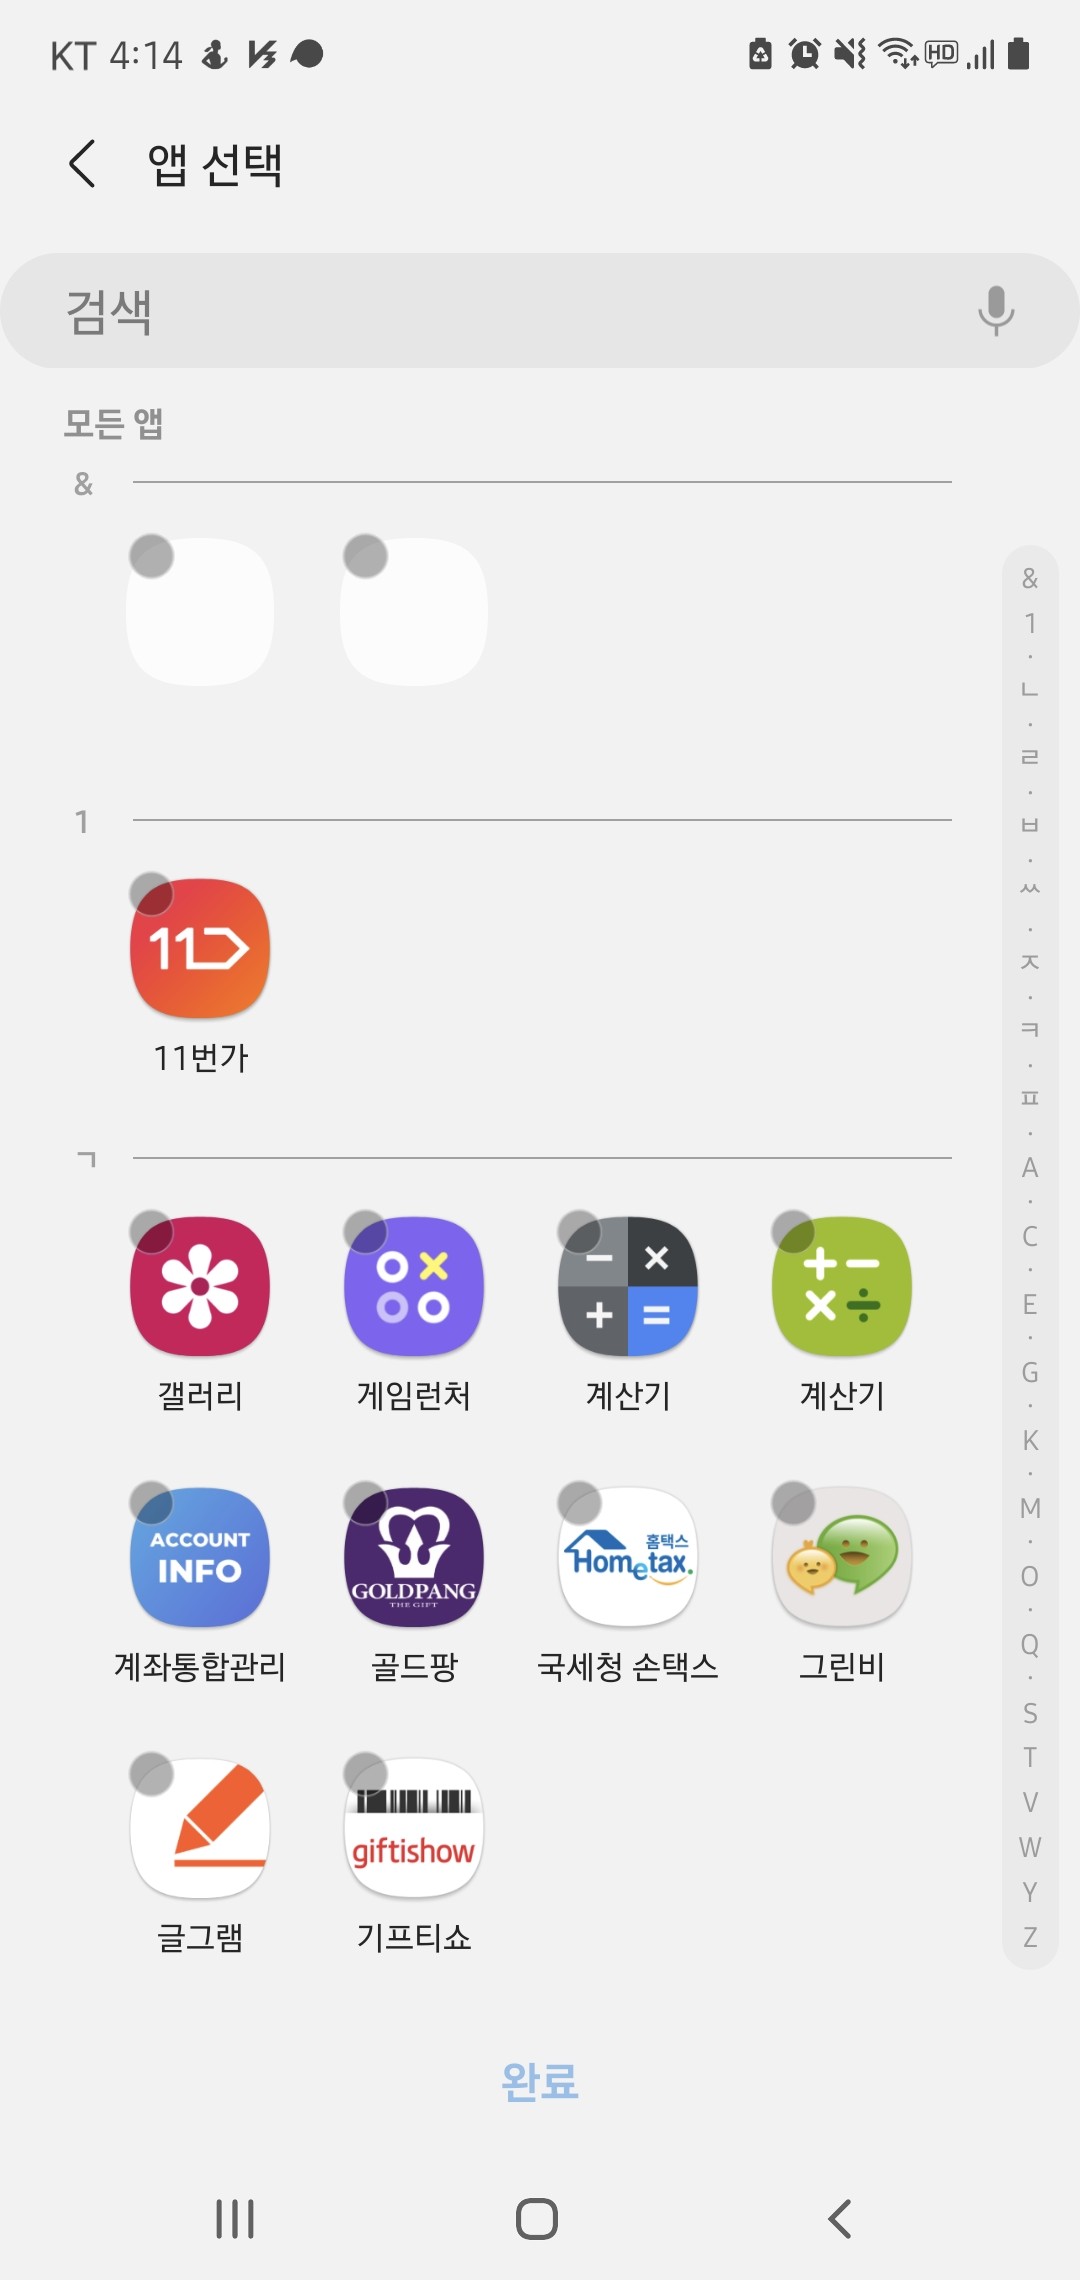 KT 4:14
HD
앱 선택
검색
모든 앱
&
1
11
11번가
ㄱ
갤러리 게임런처 계산기 계산기
ACCOUNT
INFO
GOLDPANG
THE GIFT
홈택스
Hometax.
계좌통합관리 골드팡 국세청 손택스 그린비
giftishow
글그램 기프티쇼
&
1
·
ㄴ
·
ㄹ
·
ㅂ
·
ㅆ
·
ㅈ
·
ㅋ
·
ㅍ
·
A
·
C
·
E
·
G
·
K
·
M
·
O
·
Q
·
S
T
V
W
Y
Z
완료